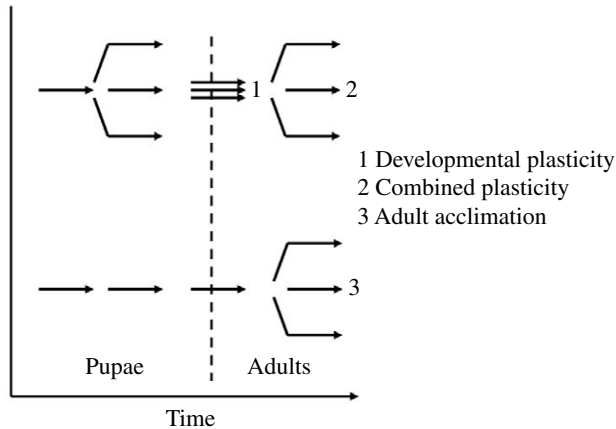 1
2
1 Developmental plasticity
2 Combined plasticity
3 Adult acclimation
3
Pupae
Adults
Time